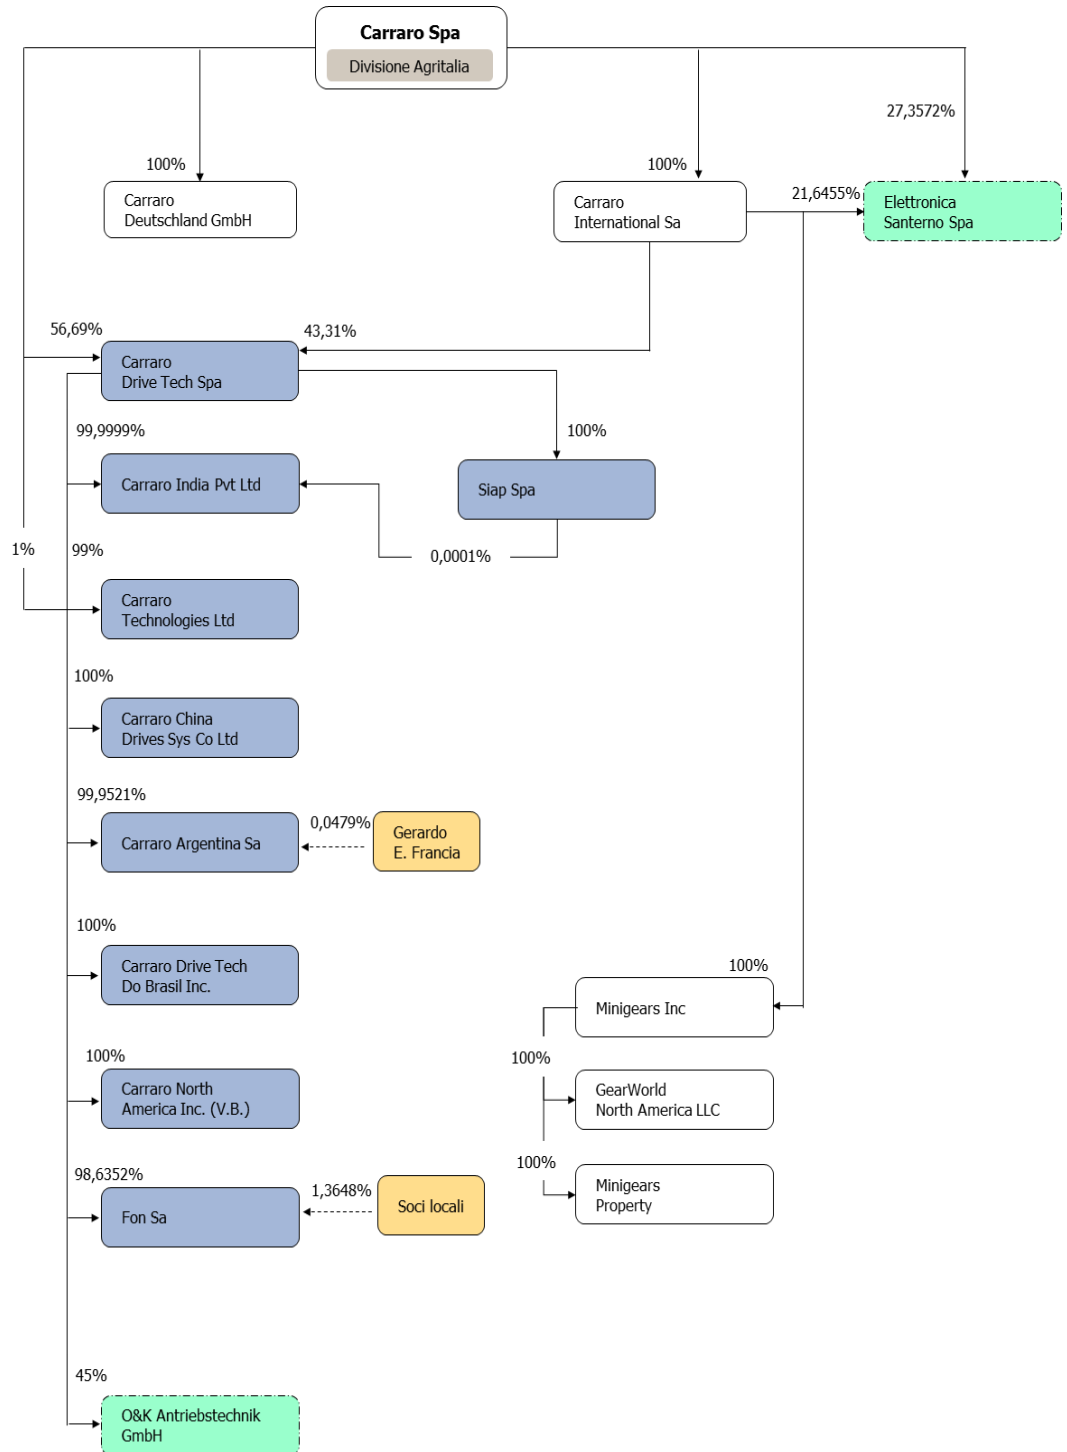 Carraro Spa
Divisione Agritalia
27,3572%
100%
100%
Carraro
Deutschland GmbH
Carraro
International Sa
21,6455%
Elettronica
Santerno Spa
56,69%
43,31%
Carraro
Drive Tech Spa
99,9999%
100%
Carraro India Pvt Ltd
Siap Spa
1%
99%
0,0001%
Carraro
Technologies Ltd
100%
Carraro China
Drives Sys Co Ltd
99,9521%
0,0479%
Carraro Argentina Sa
Gerardo
E. Francia
100%
Carraro Drive Tech
Do Brasil Inc.
100%
Minigears Inc
100%
100%
Carraro North
America Inc. (V.B.)
GearWorld
North America LLC
98,6352%
1,3648%
100%
Fon Sa
Soci locali
Minigears
Property
45%
O&K Antriebstechnik
GmbH